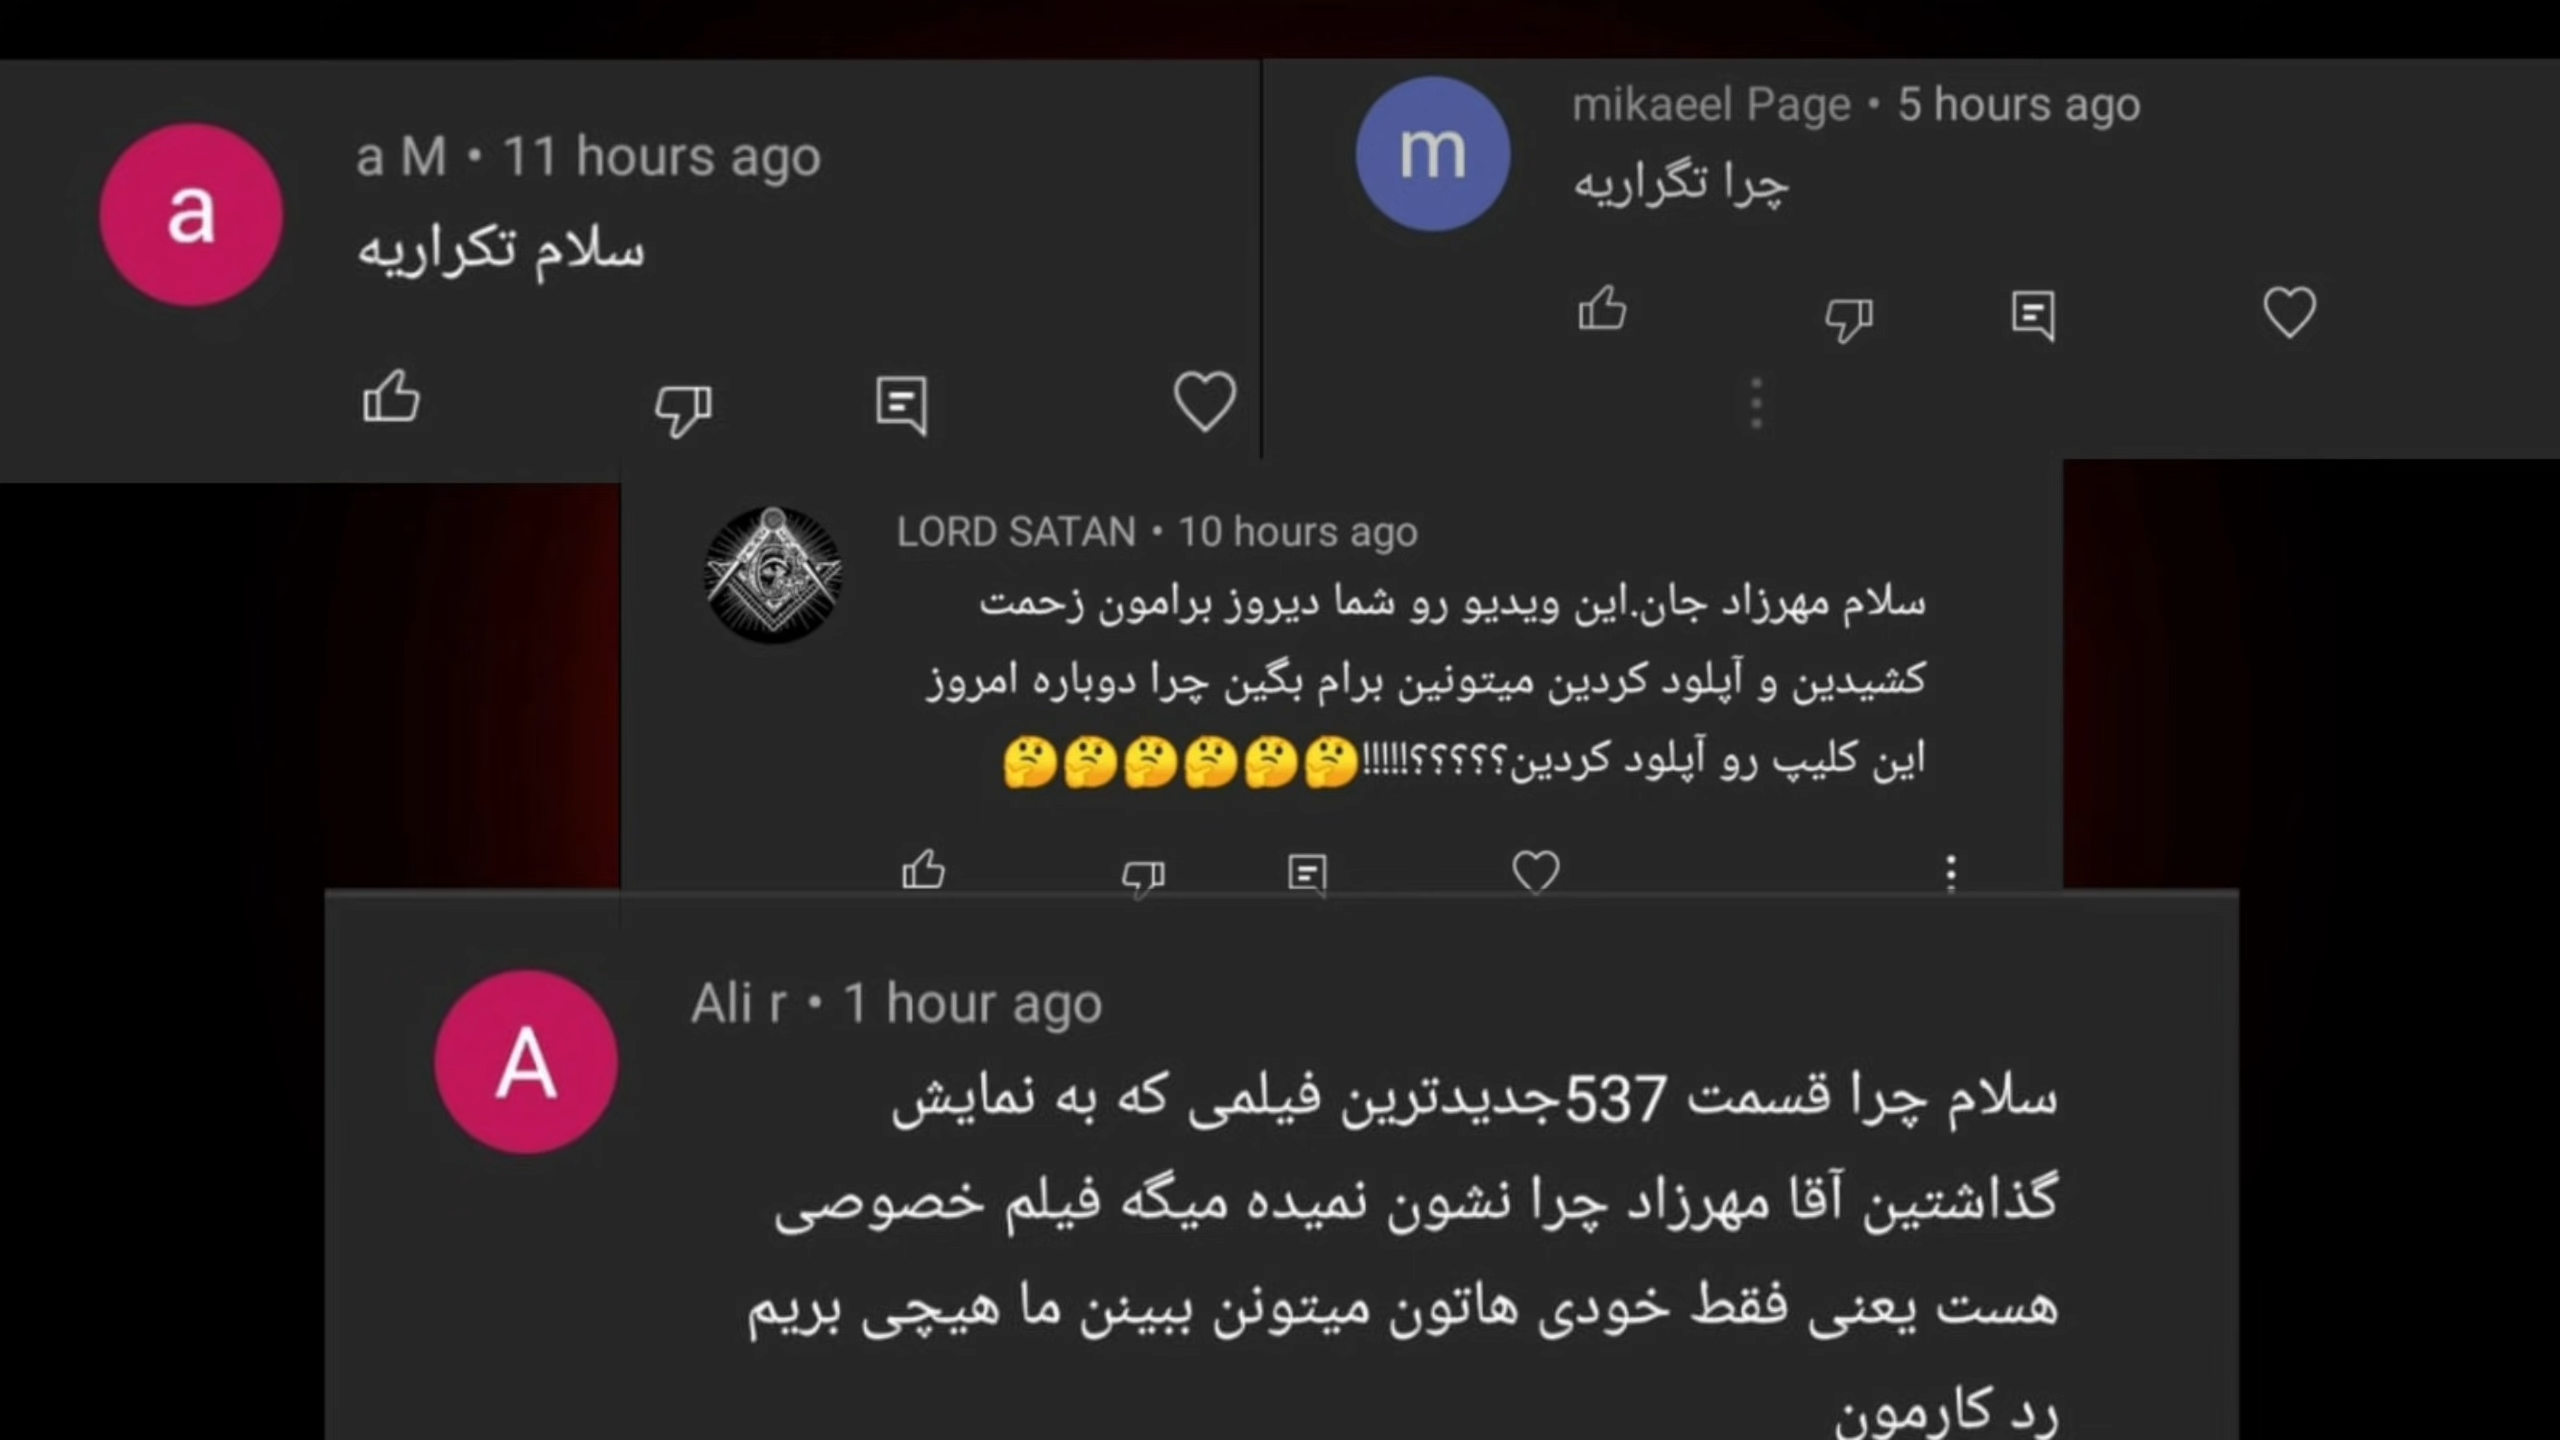 a M • 11 hours ago
سلام تکراریه
mikaeel Page • 5 hours ago
چرا تگراریه
LORD SATAN • 10 hours ago
سلام مهرزاد جان.این ویدیو رو شما دیروز برامون زحمت
کشیدین و آپلود کردین میتونین برام بگین چرا دوباره امروز
این کلیپ رو آپلود کردین؟؟؟؟؟!!!!!🤔🤔🤔🤔🤔🤔
Ali r • 1 hour ago
سلام چرا قسمت 537جدیدترین فیلمی که به نمایش
گذاشتین آقا مهرزاد چرا نشون نمیده میگه فیلم خصوصی
هست یعنی فقط خودی هاتون میتونن ببینن ما هیچی بریم
رد کارمون